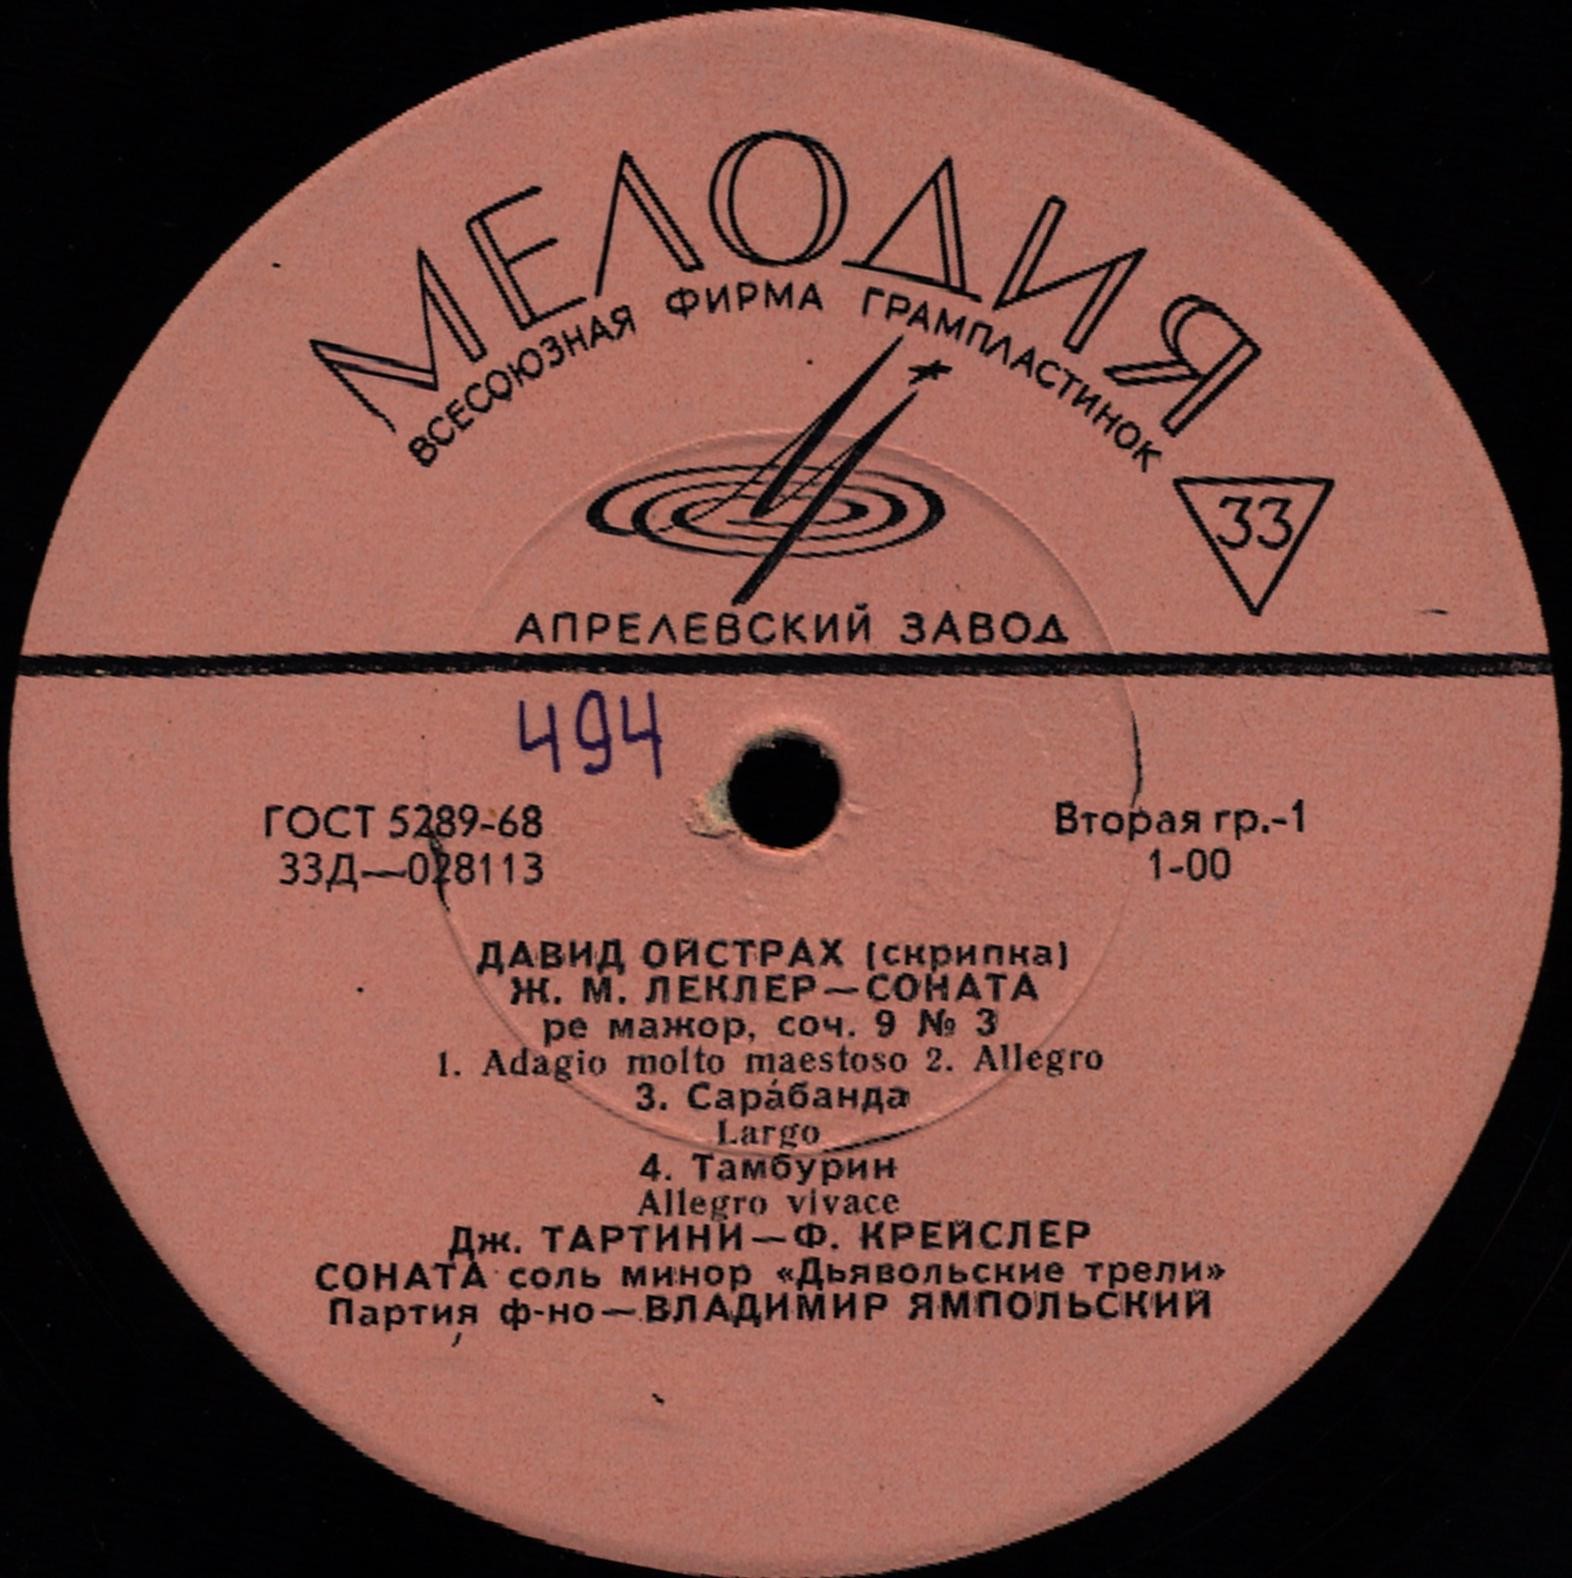 МЕЛОДИЯ
ВСЕСОЮЗНАЯ ФИРМА ГРАМПЛАСТИНОК
33
АПРЕЛЕВСКИЙ ЗАВОД
494
ГОСТ 5289-68
33Д—028113
Вторая гр.-1
1-00
ДАВИД ОЙСТРАХ (скрипка)
Ж. М. ЛЕКЛЕР—СОНАТА
ре мажор, соч. 9 № 3
1. Adagio molto maestoso 2. Allegro
3. Сара́банда
Largo
4. Тамбурин
Allegro vivace
Дж. ТАРТИНИ—Ф. КРЕЙСЛЕР
СОНАТА соль минор «Дьявольские трели»
Партия ф-но—ВЛАДИМИР ЯМПОЛЬСКИЙ